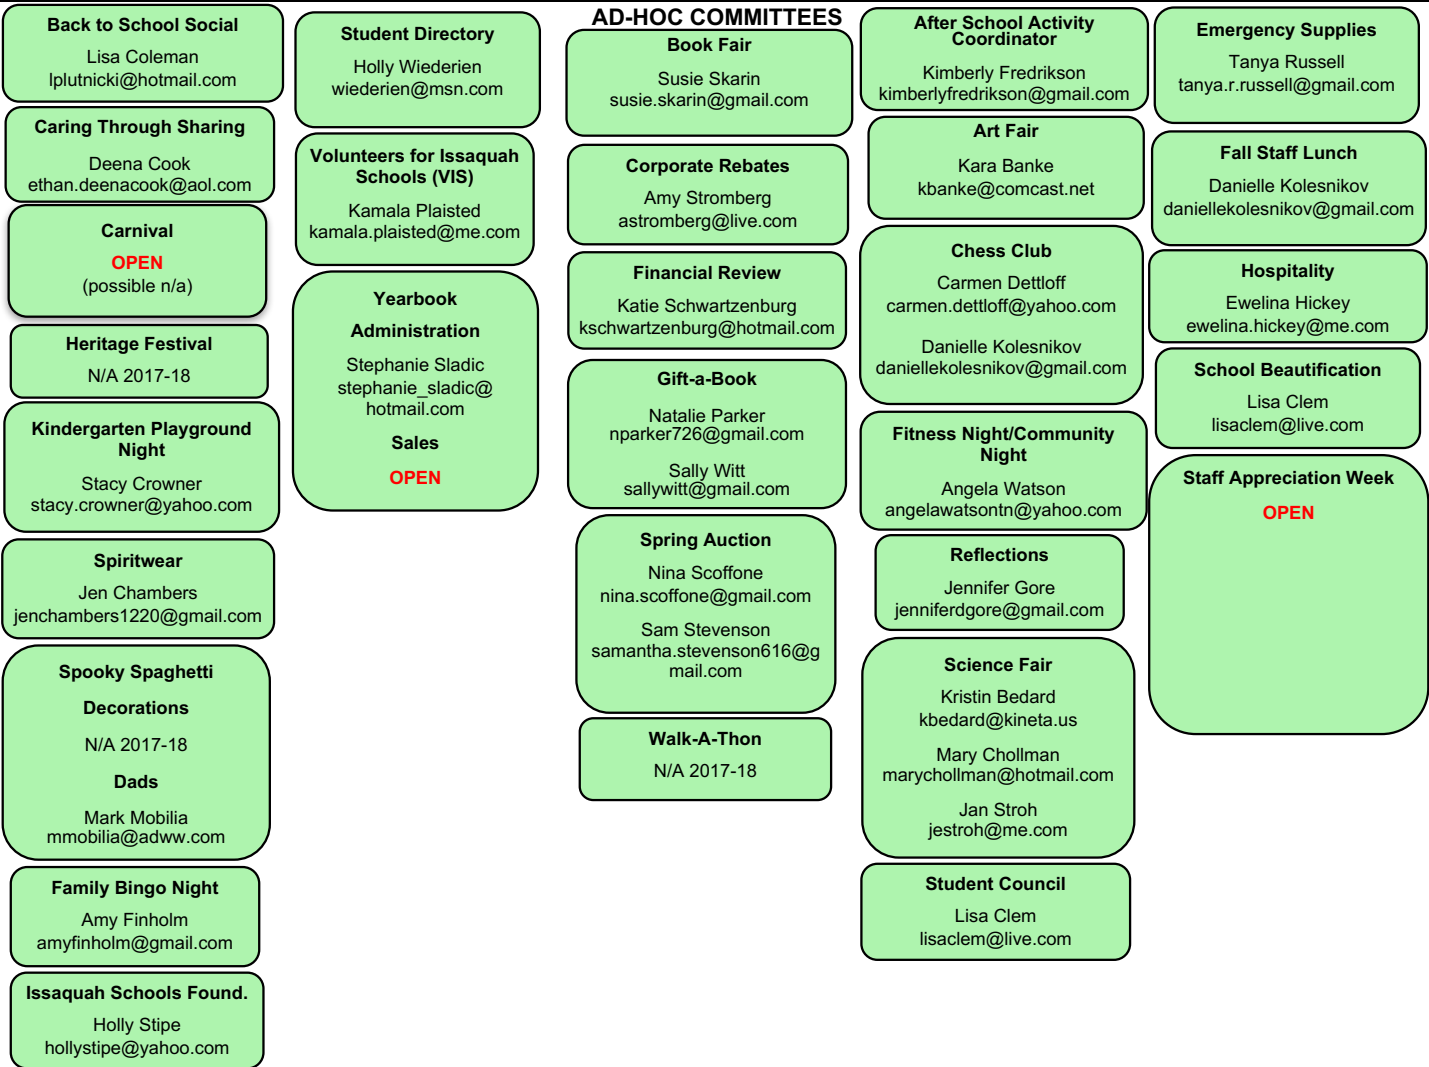 AD-HOC COMMITTEES
Back to School Social
Lisa Coleman
lplutnicki@hotmail.com
Caring Through Sharing
Deena Cook
ethan.deenacook@aol.com
Carnival
OPEN
(possible n/a)
Heritage Festival
N/A 2017-18
Kindergarten Playground
Night
Stacy Crowner
stacy.crowner@yahoo.com
Spiritwear
Jen Chambers
jenchambers1220@gmail.com
Spooky Spaghetti
Decorations
N/A 2017-18
Dads
Mark Mobilia
mmobilia@adww.com
Family Bingo Night
Amy Finholm
amyfinholm@gmail.com
Issaquah Schools Found.
Holly Stipe
hollystipe@yahoo.com
Student Directory
Holly Wiederien
wiederien@msn.com
Volunteers for Issaquah
Schools (VIS)
Kamala Plaisted
kamala.plaisted@me.com
Yearbook
Administration
Stephanie Sladic
stephanie_sladic@
hotmail.com
Sales
OPEN
Book Fair
Susie Skarin
susie.skarin@gmail.com
Corporate Rebates
Amy Stromberg
astromberg@live.com
Financial Review
Katie Schwartzenburg
kschwartzenburg@hotmail.com
Gift-a-Book
Natalie Parker
nparker726@gmail.com
Sally Witt
sallywitt@gmail.com
Spring Auction
Nina Scoffone
nina.scoffone@gmail.com
Sam Stevenson
samantha.stevenson616@g
mail.com
Walk-A-Thon
N/A 2017-18
After School Activity
Coordinator
Kimberly Fredrikson
kimberlyfredrikson@gmail.com
Art Fair
Kara Banke
kbanke@comcast.net
Chess Club
Carmen Dettloff
carmen.dettloff@yahoo.com
Danielle Kolesnikov
daniellekolesnikov@gmail.com
Fitness Night/Community
Night
Angela Watson
angelawatsontn@yahoo.com
Reflections
Jennifer Gore
jenniferdgore@gmail.com
Science Fair
Kristin Bedard
kbedard@kineta.us
Mary Chollman
marychollman@hotmail.com
Jan Stroh
jestroh@me.com
Student Council
Lisa Clem
lisaclem@live.com
Emergency Supplies
Tanya Russell
tanya.r.russell@gmail.com
Fall Staff Lunch
Danielle Kolesnikov
daniellekolesnikov@gmail.com
Hospitality
Ewelina Hickey
ewelina.hickey@me.com
School Beautification
Lisa Clem
lisaclem@live.com
Staff Appreciation Week
OPEN